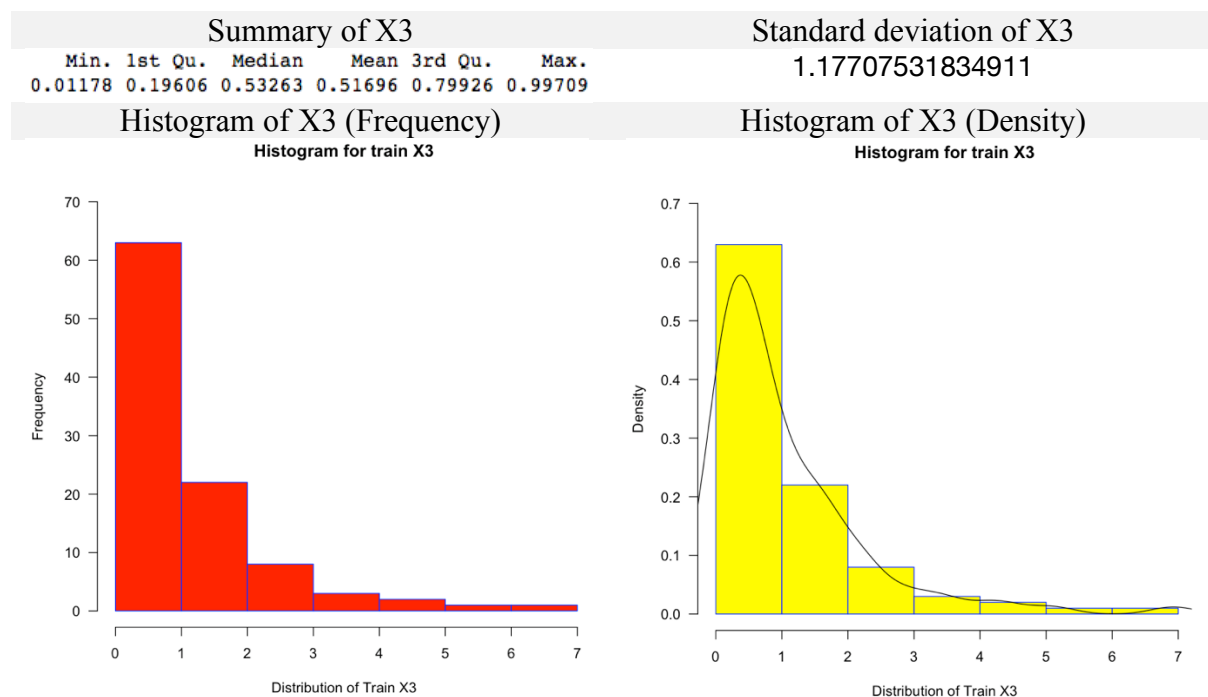 Summary of X3
Min. 1st Qu. Median Mean 3rd Qu. Max.
0.01178 0.19606 0.53263 0.51696 0.79926 0.99709
Standard deviation of X3
1.17707531834911
Histogram of X3 (Frequency)
Histogram for train X3
70
60
50
40
30
20
10
0
Frequency
0 1 2 3 4 5 6 7
Distribution of Train X3
Histogram of X3 (Density)
Histogram for train X3
0.7
0.6
0.5
0.4
0.3
0.2
0.1
0.0
Density
0 1 2 3 4 5 6 7
Distribution of Train X3